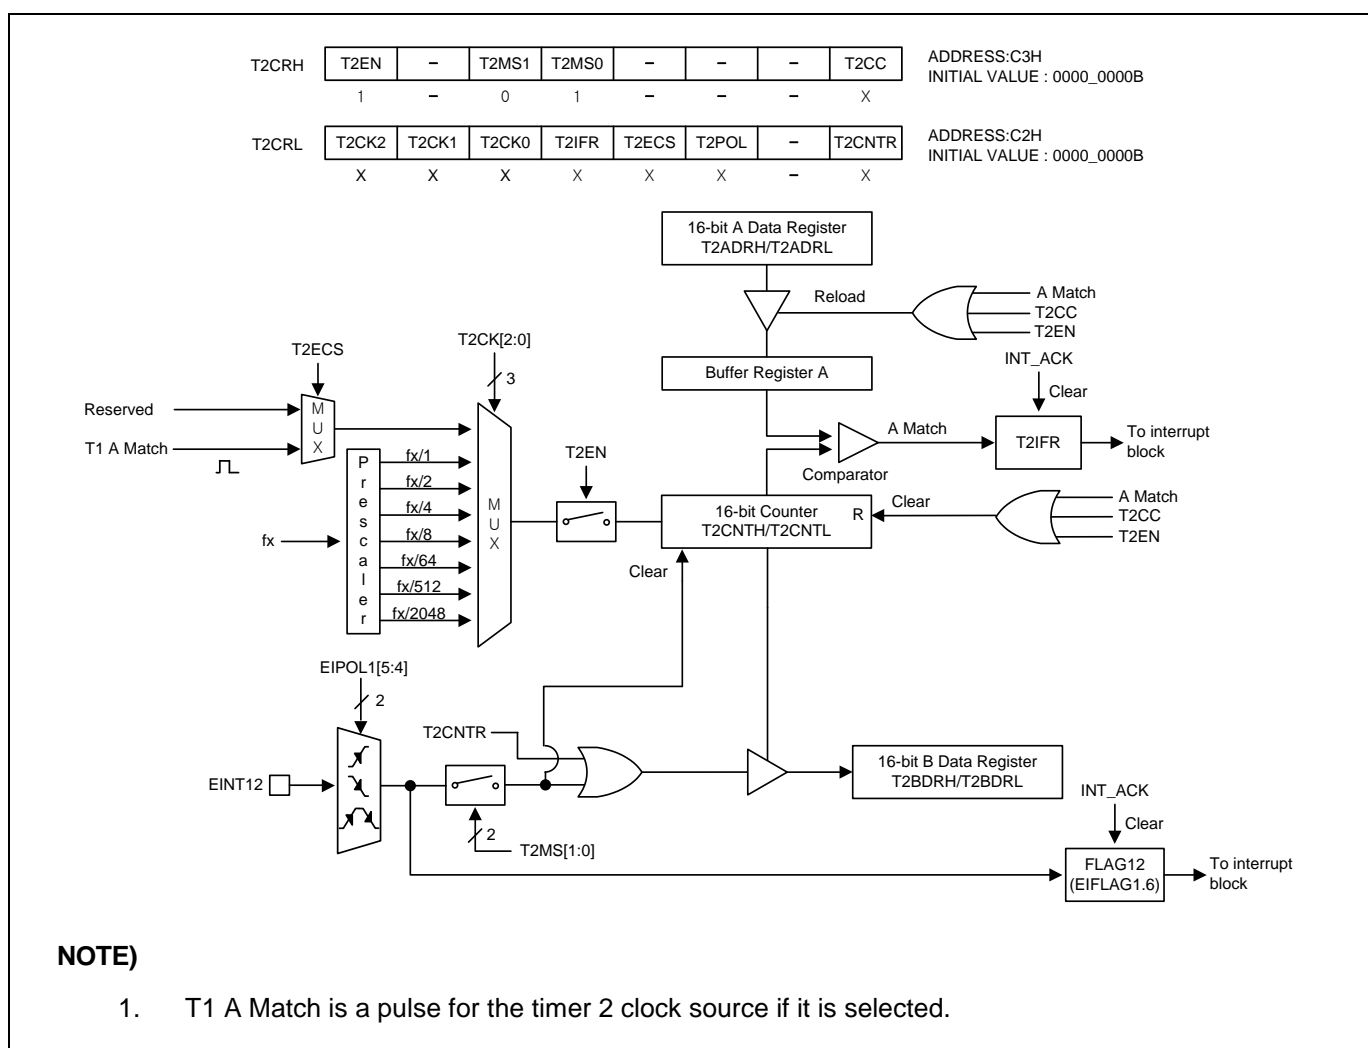 T2CRH T2EN – T2MS1 T2MS0 – – – T2CC ADDRESS:C3H
INITIAL VALUE : 0000_0000B
1 – 0 1 – – – X
T2CRL T2CK2 T2CK1 T2CK0 T2IFR T2ECS T2POL – T2CNTR ADDRESS:C2H
INITIAL VALUE : 0000_0000B
X X X X X X – X
16-bit A Data Register
T2ADRH/T2ADRL
Reload
A Match
T2CC
T2EN
T2CK[2:0]
3
T2ECS
Buffer Register A
INT_ACK
Clear
Reserved
T1 A Match
M
U
X
A Match
T2IFR
To interrupt
block
Comparator
P
r
e
s
c
a
l
e
r
fx/1
fx/2
fx/4
fx/8
fx/64
fx/512
fx/2048
fx
M
U
X
T2EN
16-bit Counter
T2CNTH/T2CNTL
R
Clear
A Match
T2CC
T2EN
Clear
EIPOL1[5:4]
2
T2CNTR
EINT12
2
T2MS[1:0]
16-bit B Data Register
T2BDRH/T2BDRL
INT_ACK
Clear
FLAG12
(EIFLAG1.6)
To interrupt
block
NOTE)
1. T1 A Match is a pulse for the timer 2 clock source if it is selected.